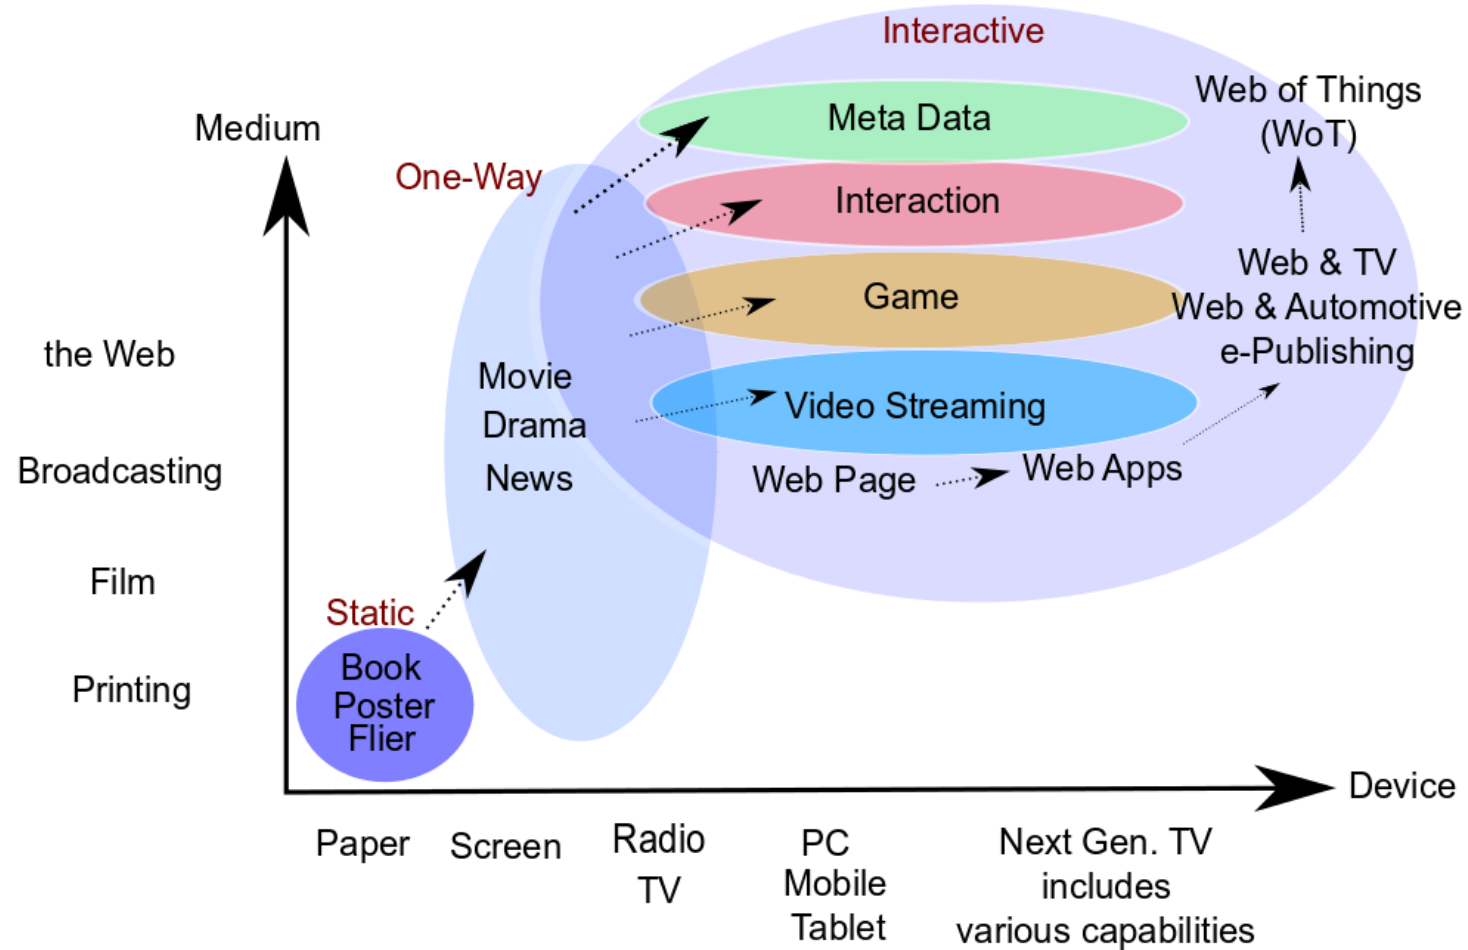 Interactive
Medium
One-Way
Meta Data
Interaction
Game
Video Streaming
Web of Things
(WoT)
Web & TV
Web & Automotive
e-Publishing
Web Page
Web Apps
Movie
Drama
News
the Web
Broadcasting
Film
Printing
Static
Book
Poster
Flier
Device
Paper
Screen
Radio
TV
PC
Mobile
Tablet
Next Gen. TV
includes
various capabilities